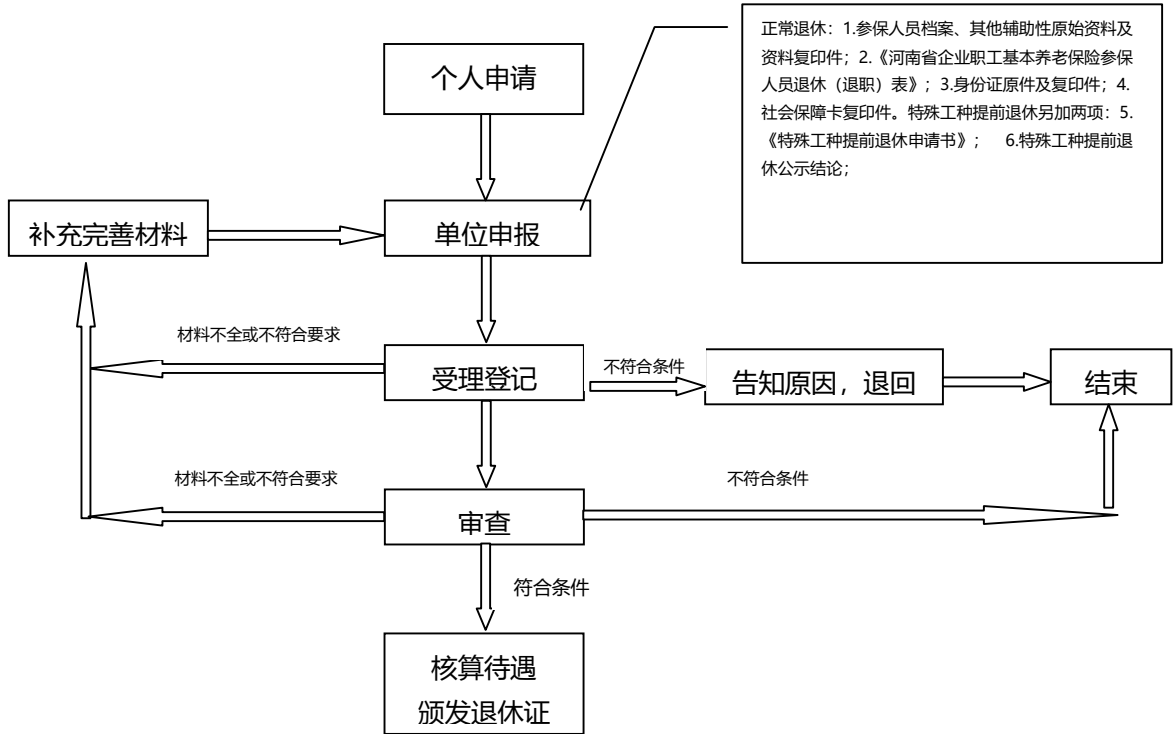 正常退休：1.参保人员档案、其他辅助性原始资料及
资料复印件；2.《河南省企业职工基本养老保险参保
人员退休（退职）表》；3.身份证原件及复印件；4.
社会保障卡复印件。特殊工种提前退休另加两项：5.
《特殊工种提前退休申请书》； 6.特殊工种提前退
休公示结论；
个人申请
补充完善材料
单位申报
材料不全或不符合要求
受理登记
不符合条件
告知原因，退回
结束
材料不全或不符合要求
审查
不符合条件
符合条件
核算待遇
颁发退休证